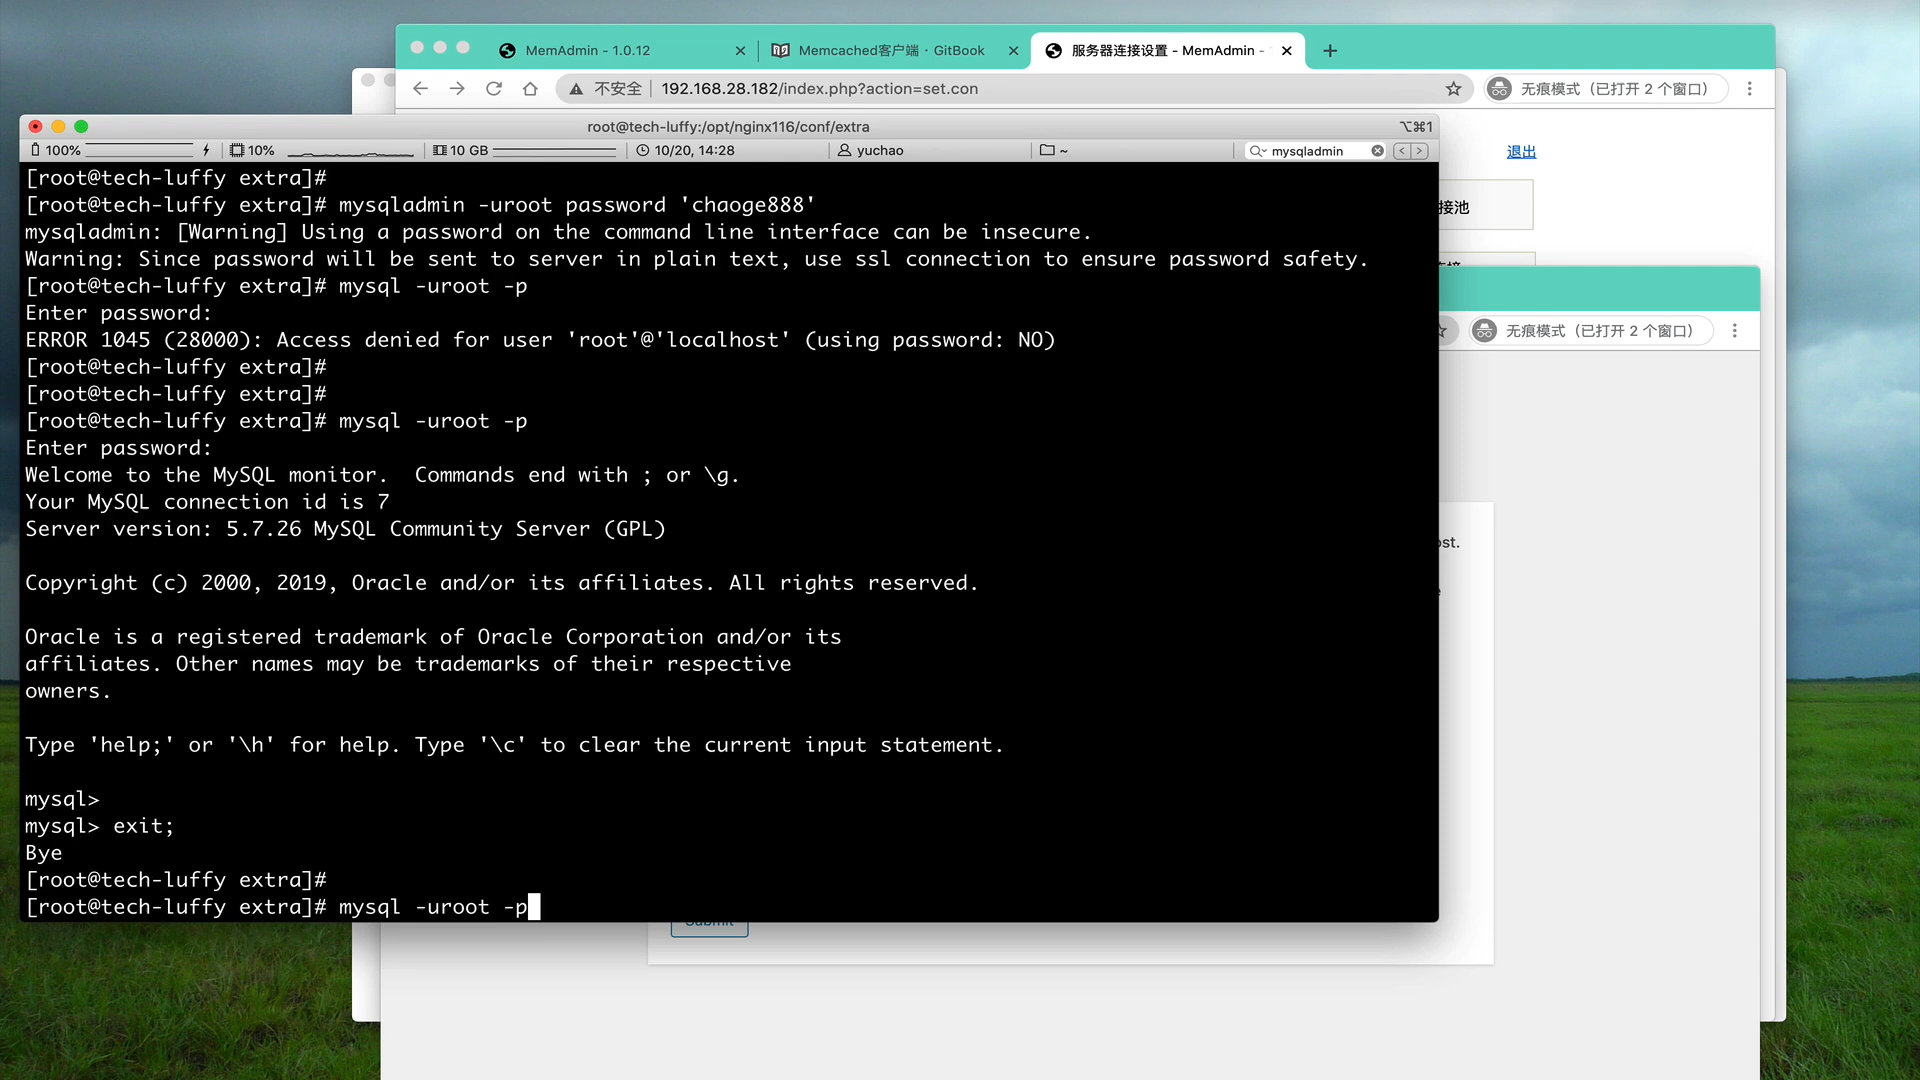 MemAdmin - 1.0.12
Memcached客户端 · GitBook
服务器连接设置 - MemAdmin -
不安全
192.168.28.182/index.php?action=set.con
无痕模式（已打开 2 个窗口）
root@tech-luffy:/opt/nginx116/conf/extra
⌥⌘1
100%
10%
10 GB
10/20, 14:28
yuchao
~
mysqladmin
退出
接池
无痕模式（已打开 2 个窗口）
ost.
[root@tech-luffy extra]#
[root@tech-luffy extra]# mysqladmin -uroot password 'chaoge888'
mysqladmin: [Warning] Using a password on the command line interface can be insecure.
Warning: Since password will be sent to server in plain text, use ssl connection to ensure password safety.
[root@tech-luffy extra]# mysql -uroot -p
Enter password:
ERROR 1045 (28000): Access denied for user 'root'@'localhost' (using password: NO)
[root@tech-luffy extra]#
[root@tech-luffy extra]#
[root@tech-luffy extra]# mysql -uroot -p
Enter password:
Welcome to the MySQL monitor.  Commands end with ; or \g.
Your MySQL connection id is 7
Server version: 5.7.26 MySQL Community Server (GPL)
Copyright (c) 2000, 2019, Oracle and/or its affiliates. All rights reserved.
Oracle is a registered trademark of Oracle Corporation and/or its
affiliates. Other names may be trademarks of their respective
owners.
Type 'help;' or '\h' for help. Type '\c' to clear the current input statement.
mysql>
mysql> exit;
Bye
[root@tech-luffy extra]#
[root@tech-luffy extra]# mysql -uroot -p
Submit